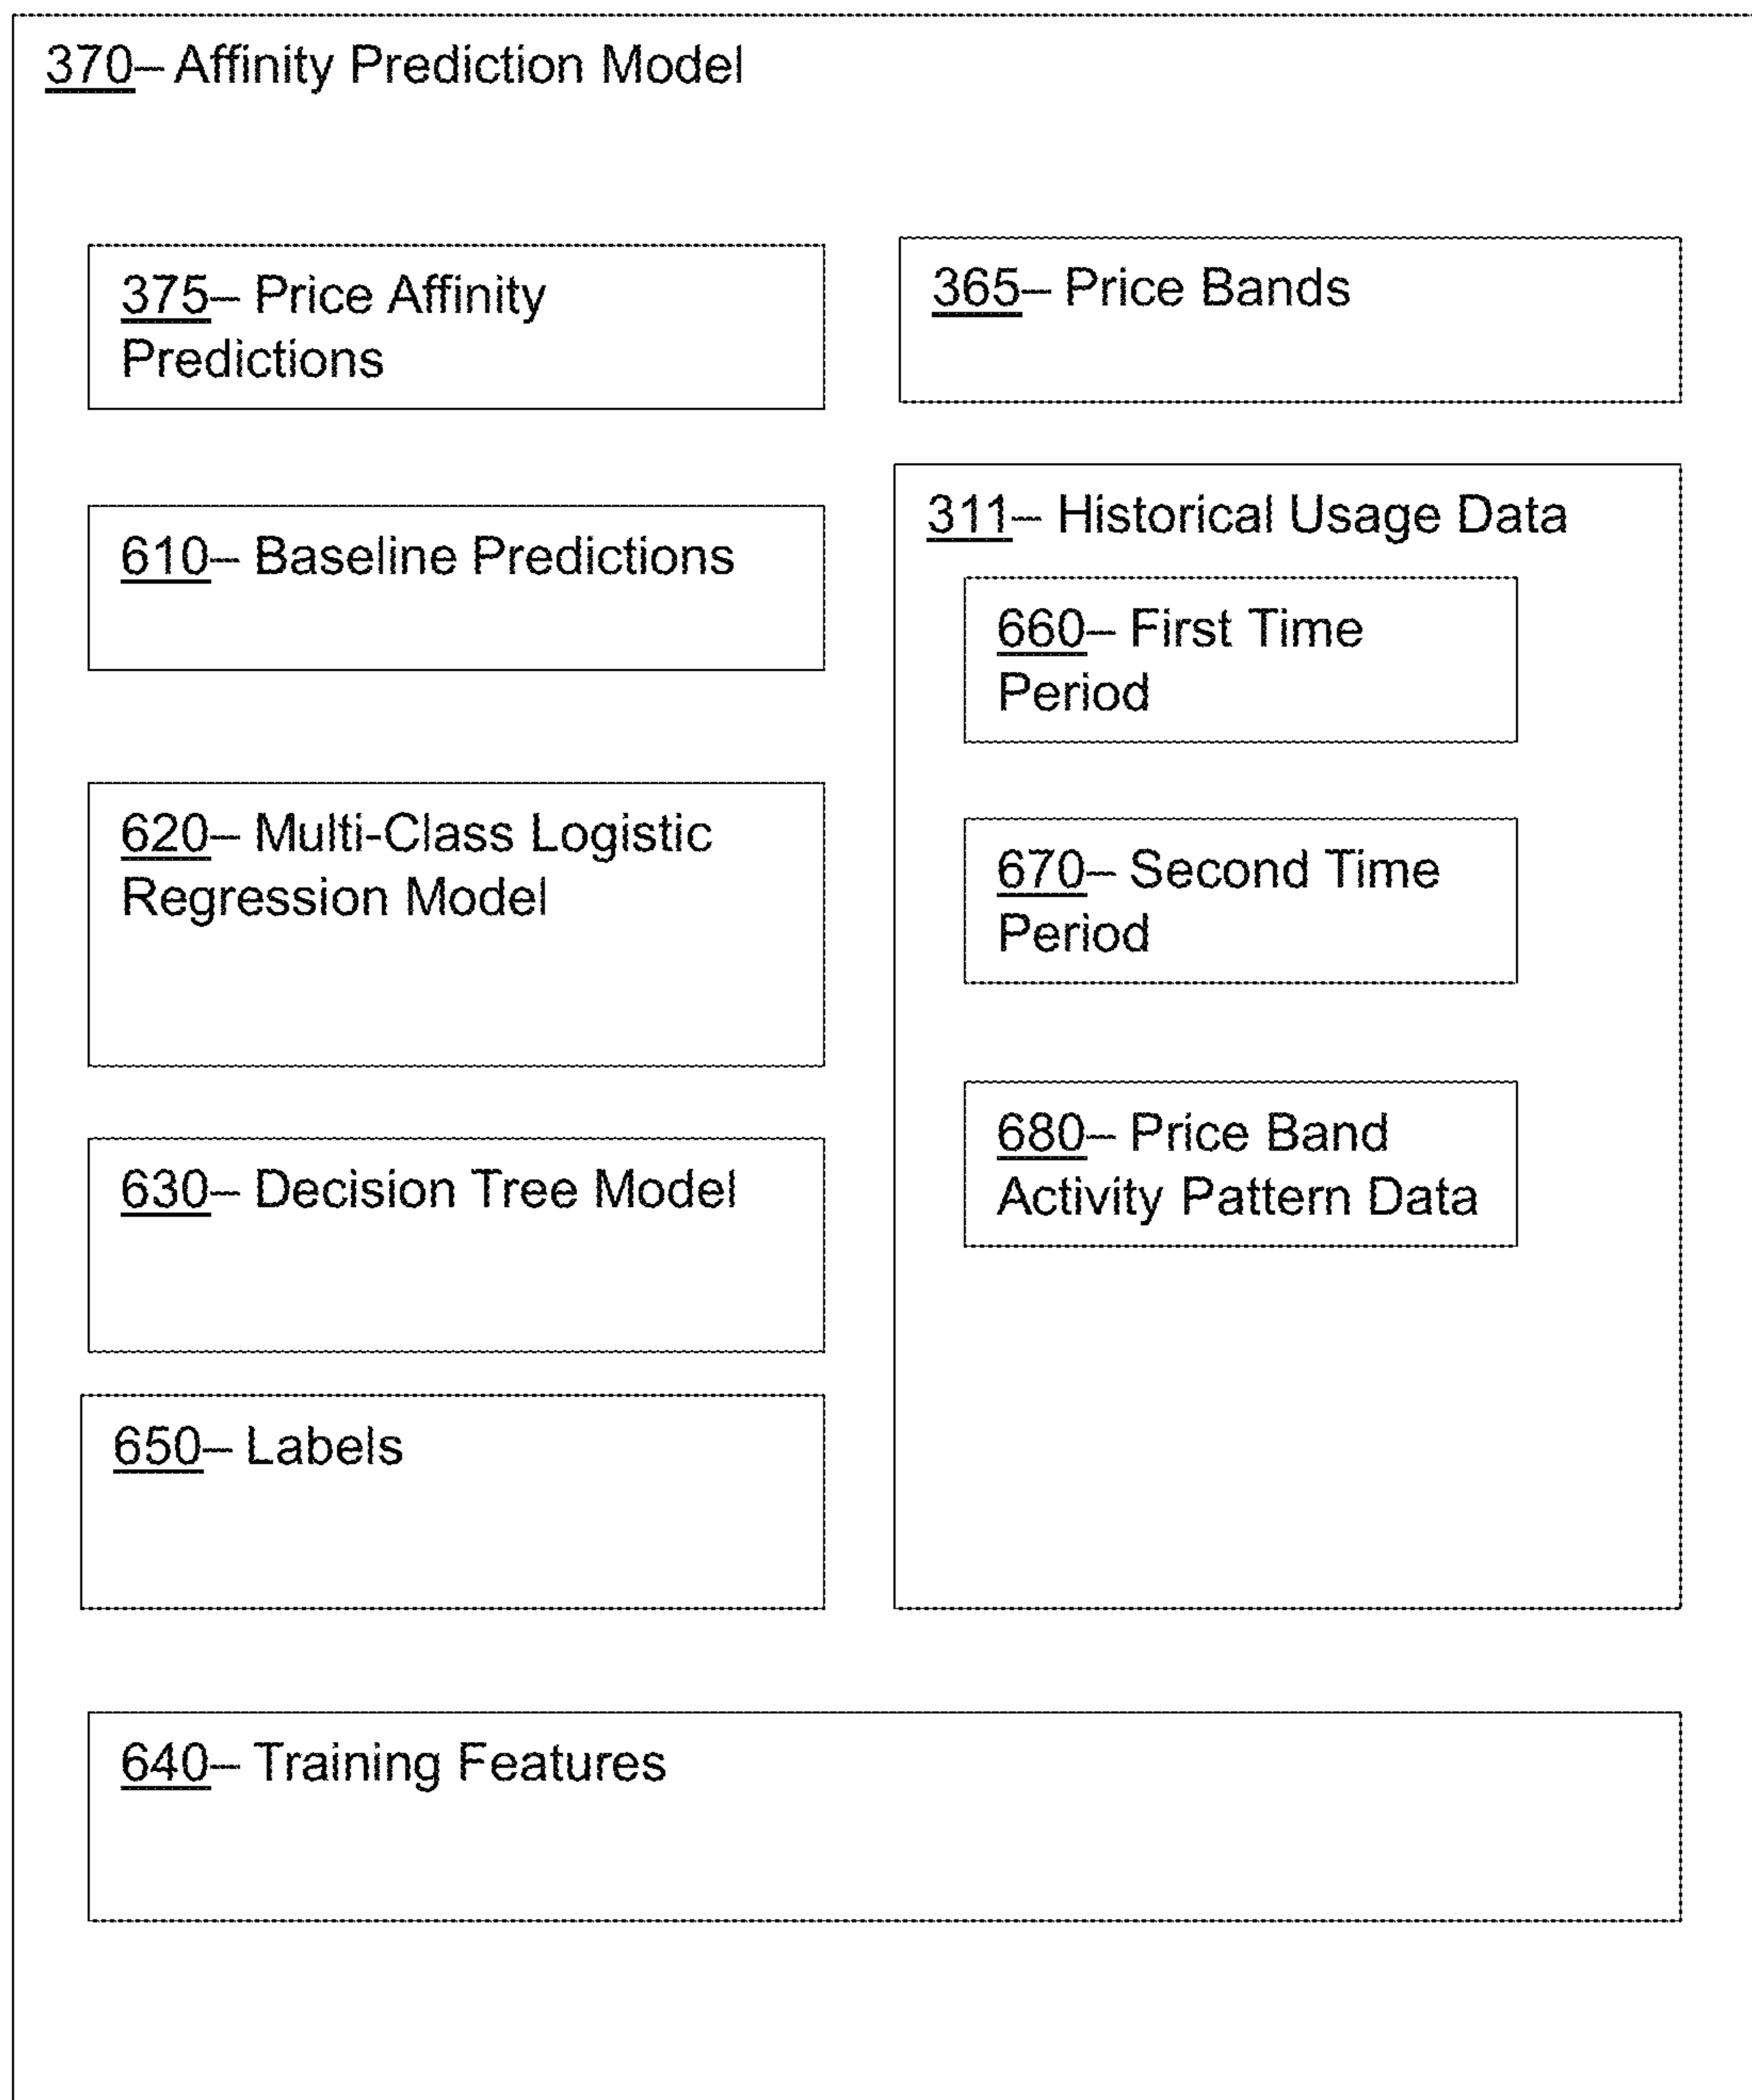 370– Affinity Prediction Model
375– Price Affinity
Predictions
365– Price Bands
610– Baseline Predictions
311– Historical Usage Data
660– First Time
Period
620– Multi-Class Logistic
Regression Model
670– Second Time
Period
680– Price Band
Activity Pattern Data
630– Decision Tree Model
650– Labels
640– Training Features